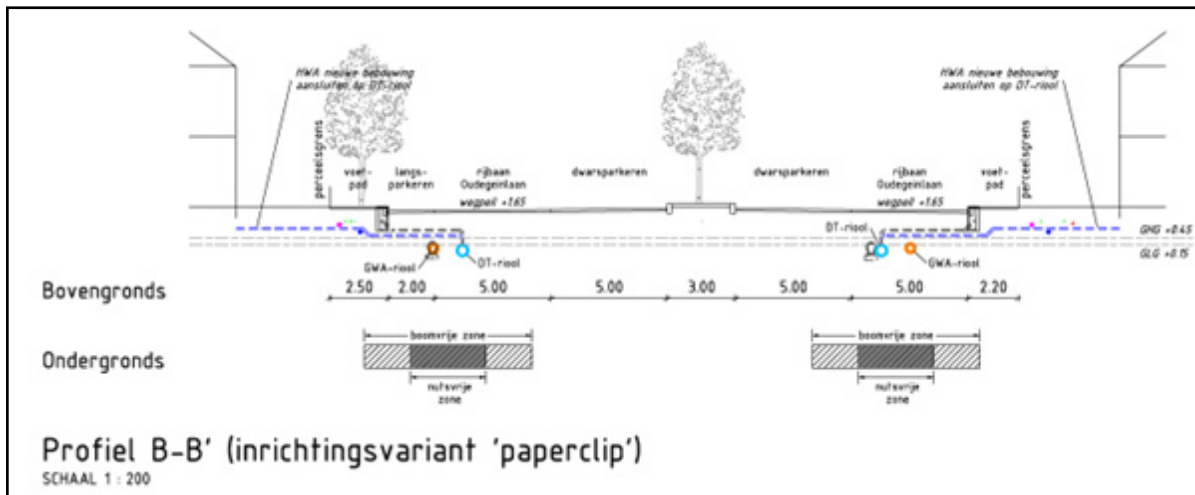 HWA nieuwe bebouwing
aansluiten op DT-riool
HWA nieuwe bebouwing
aansluiten op DT-riool
perceelsgrens
voet-
pad
langs-
parkeren
rijbaan
Oudegeinlaan
wegpeil +1.65
dwarsparkeren
dwarsparkeren
rijbaan
Oudegeinlaan
wegpeil +1.65
voet-
pad
perceelsgrens
DT-riool
GHG +0.45
GLG +0.15
GWA-riool
DT-riool
GWA-riool
Bovengronds
2.50
2.00
5.00
5.00
3.00
5.00
5.00
2.20
boomvrije zone
boomvrije zone
Ondergronds
nutsvrije
zone
nutsvrije
zone
Profiel B-B' (inrichtingsvariant 'paperclip')
SCHAAL 1 : 200